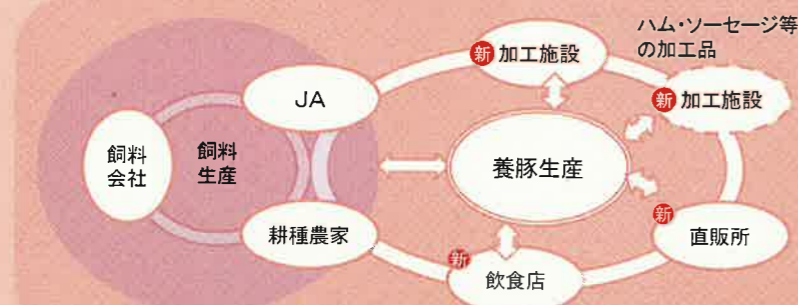 ハム・ソーセージ等
の加工品
新 加工施設
新 加工施設
JA
飼料
会社
飼料
生産
養豚生産
耕種農家
新
直販所
新
飲食店